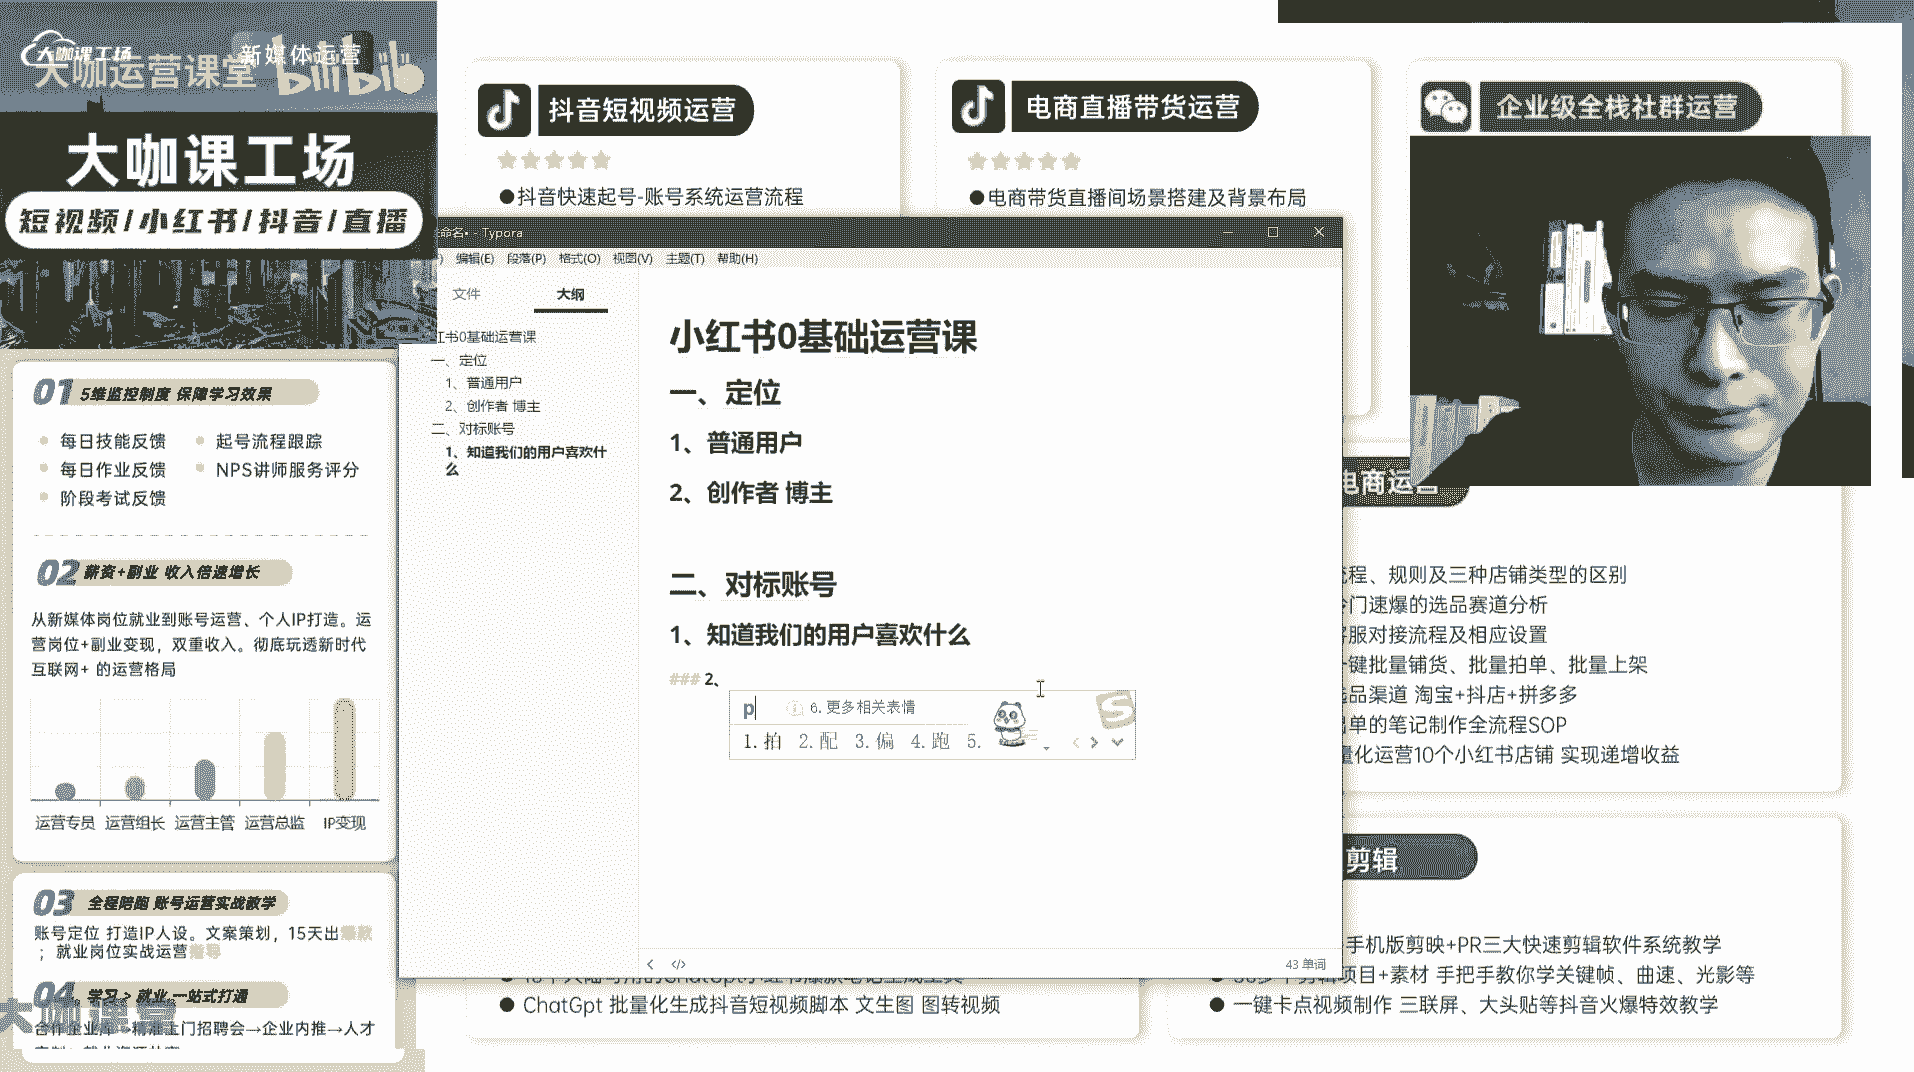 大咖课工场
新媒体运营
大咖运营课堂
bilibili
大咖课工场
短视频/小红书/抖音/直播
01 5维监控制度 保障学习效果
每日技能反馈
起号流程跟踪
每日作业反馈
NPS讲师服务评分
阶段考试反馈
02 薪资+副业 收入倍速增长
从新媒体岗位就业到账号运营、个人IP打造。运
营岗位+副业变现，双重收入。彻底玩透新时代
互联网+ 的运营格局
运营专员 运营组长 运营主管 运营总监 IP变现
03 全程陪跑 账号运营实战教学
账号定位 打造IP人设。文案策划，15天出爆款
；就业岗位实战运营指导
04 学习 > 就业 一站式打通
大咖课堂
合作企业库→精准上门招聘会→企业内推→人才
抖音短视频运营
●抖音快速起号-账号系统运营流程
电商直播带货运营
●电商带货直播间场景搭建及背景布局
企业级全栈社群运营
命名• - Typora
编辑(E) 段落(P) 格式(O) 视图(V) 主题(T) 帮助(H)
文件 大纲
红书0基础运营课
一、定位
1、普通用户
2、创作者 博主
二、对标账号
1、知道我们的用户喜欢什
么
小红书0基础运营课
一、定位
1、普通用户
2、创作者 博主
二、对标账号
1、知道我们的用户喜欢什么
### 2、
p 6. 更多相关表情
1. 拍 2. 配 3. 偏 4. 跑 5.
43 单词
电商运营
流程、规则及三种店铺类型的区别
冷门速爆的选品赛道分析
客服对接流程及相应设置
一键批量铺货、批量拍单、批量上架
选品渠道 淘宝+抖店+拼多多
出单的笔记制作全流程SOP
量化运营10个小红书店铺 实现递增收益
● ChatGpt 批量化生成抖音短视频脚本 文生图 图转视频
剪辑
手机版剪映+PR三大快速剪辑软件系统教学
项目+素材 手把手教你学关键帧、曲速、光影等
● 一键卡点视频制作 三联屏、大头贴等抖音火爆特效教学